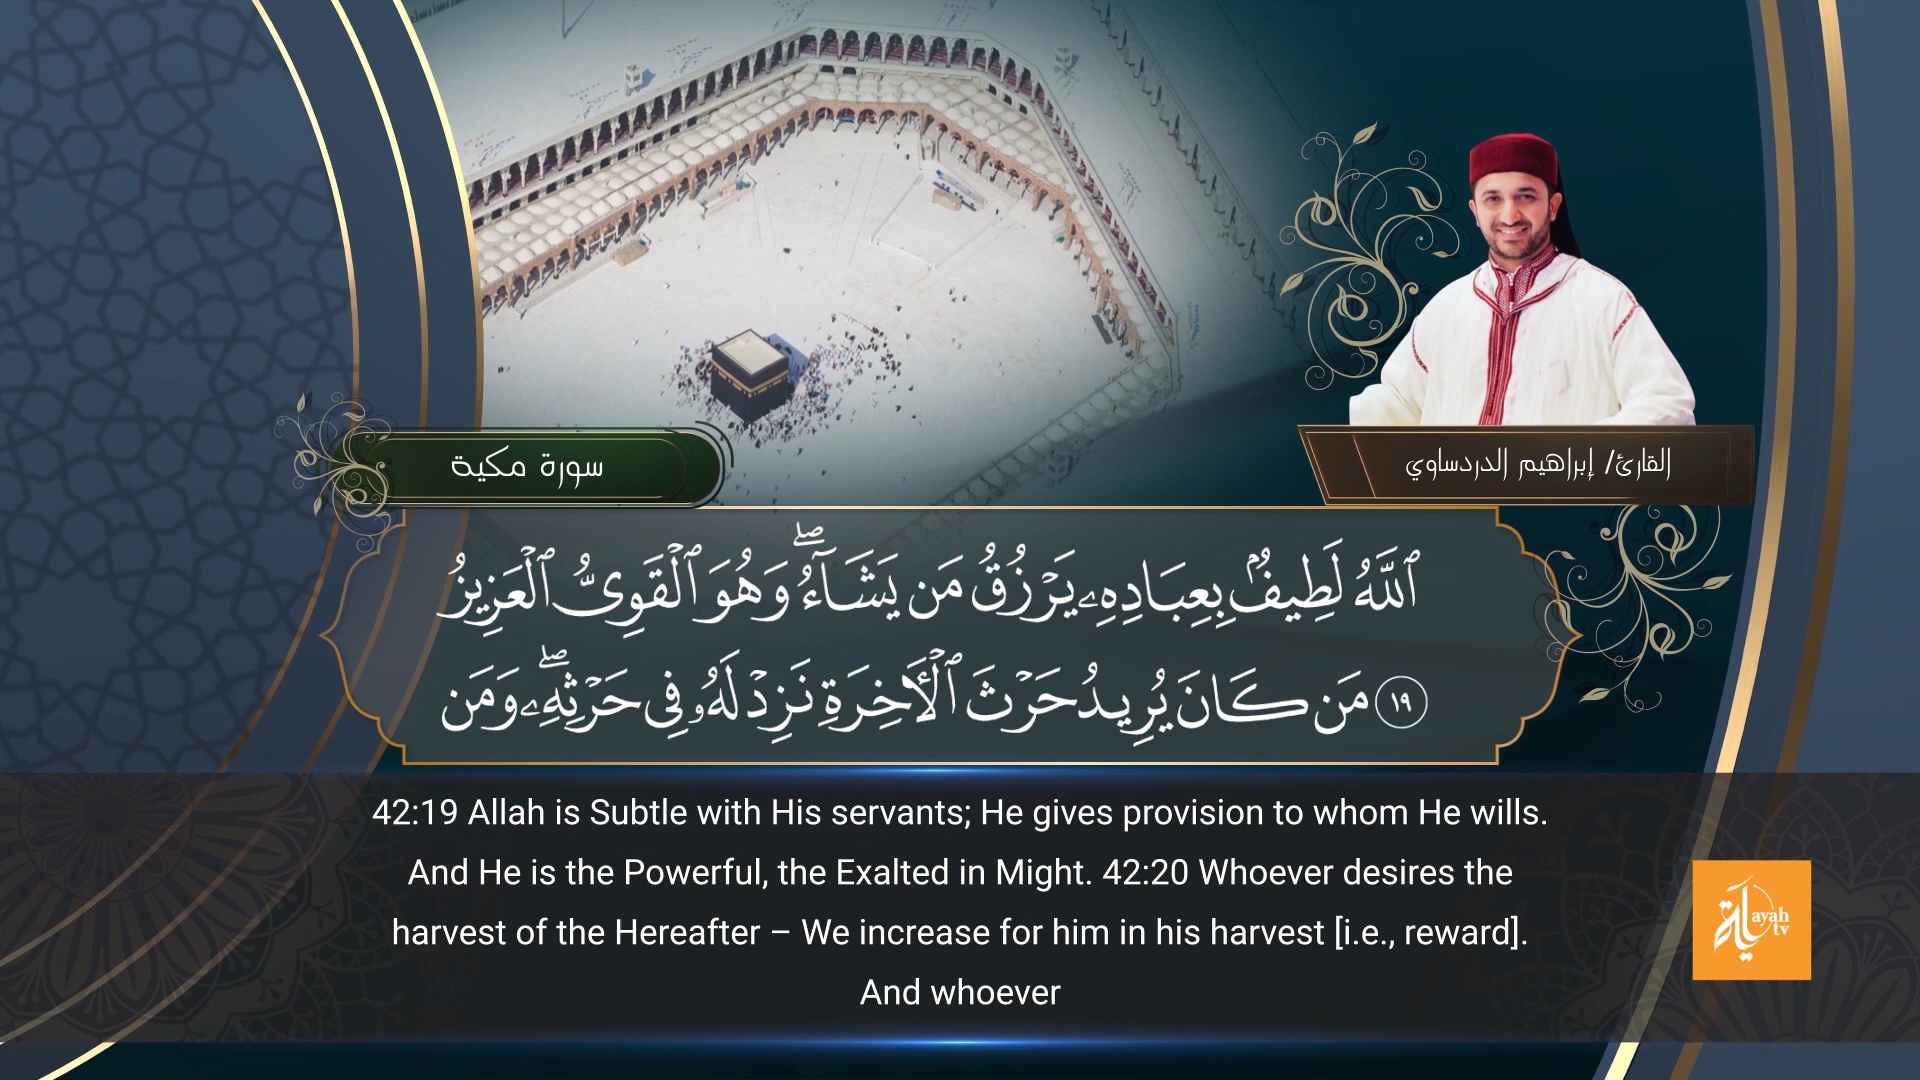 سورة مكية
القارئ/ إبراهيم الدردساوي
ٱللَّهُ لَطِيفٌۢ بِعِبَادِهِۦ يَرْزُقُ مَن يَشَآءُ ۖ وَهُوَ ٱلْقَوِىُّ ٱلْعَزِيزُ
١٩ مَن كَانَ يُرِيدُ حَرْثَ ٱلْـَٔاخِرَةِ نَزِدْ لَهُۥ فِى حَرْثِهِۦ ۖ وَمَن
42:19 Allah is Subtle with His servants; He gives provision to whom He wills.
And He is the Powerful, the Exalted in Might. 42:20 Whoever desires the
harvest of the Hereafter – We increase for him in his harvest [i.e., reward].
And whoever
آية
ayah
tv